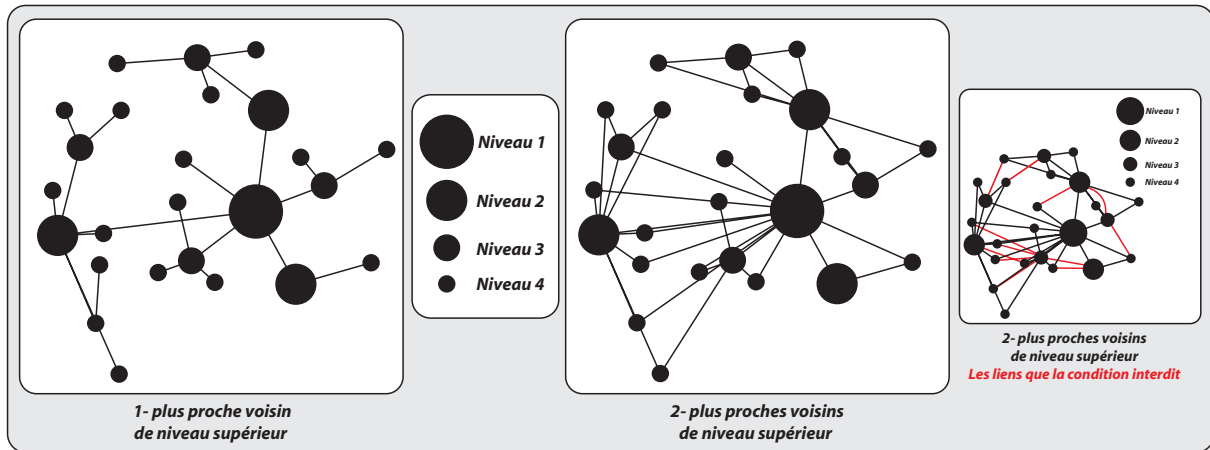 Niveau 1
Niveau 2
Niveau 3
Niveau 4
Niveau 1
Niveau 2
Niveau 3
Niveau 4
1- plus proche voisin
de niveau supérieur
2- plus proches voisins
de niveau supérieur
2- plus proches voisins
de niveau supérieur
Les liens que la condition interdit